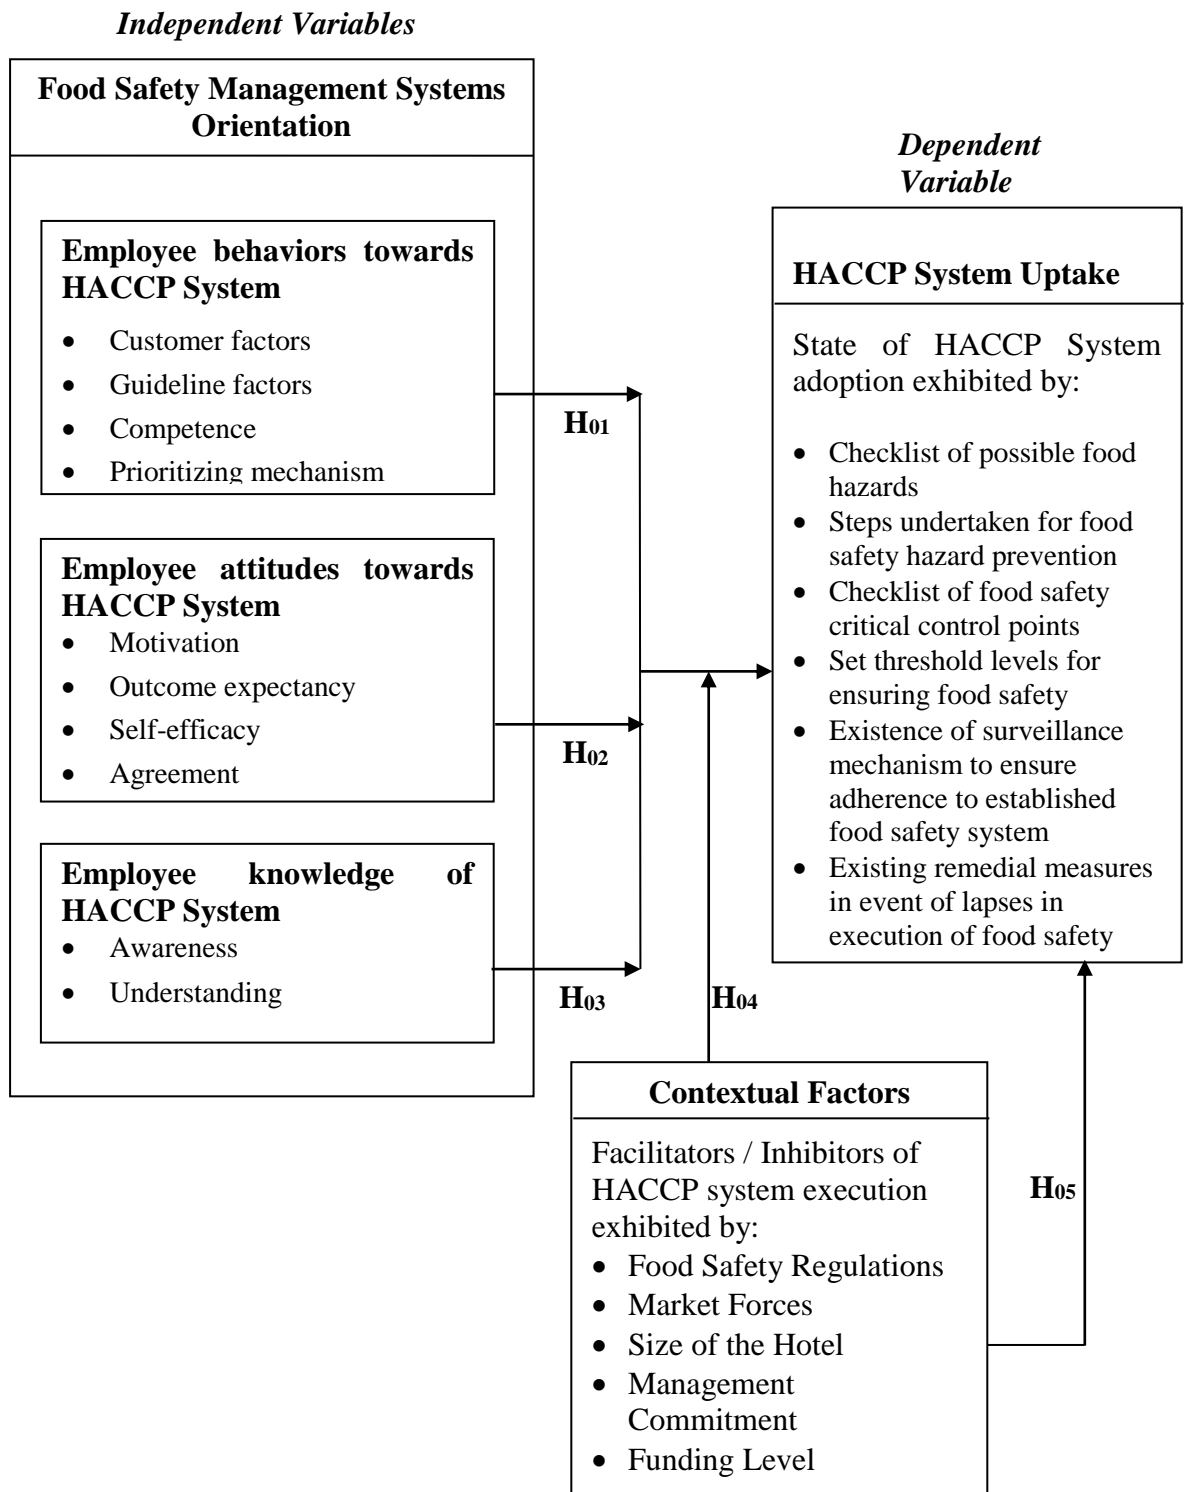 Independent Variables
Food Safety Management Systems
Orientation
Employee behaviors towards
HACCP System
• Customer factors
• Guideline factors
• Competence
• Prioritizing mechanism
H01
Employee attitudes towards
HACCP System
• Motivation
• Outcome expectancy
• Self-efficacy
• Agreement
H02
Employee knowledge of
HACCP System
• Awareness
• Understanding
H03
Dependent
Variable
HACCP System Uptake
State of HACCP System
adoption exhibited by:
• Checklist of possible food
hazards
• Steps undertaken for food
safety hazard prevention
• Checklist of food safety
critical control points
• Set threshold levels for
ensuring food safety
• Existence of surveillance
mechanism to ensure
adherence to established
food safety system
• Existing remedial measures
in event of lapses in
execution of food safety
H04
Contextual Factors
Facilitators / Inhibitors of
HACCP system execution
exhibited by:
• Food Safety Regulations
• Market Forces
• Size of the Hotel
• Management
Commitment
• Funding Level
H05